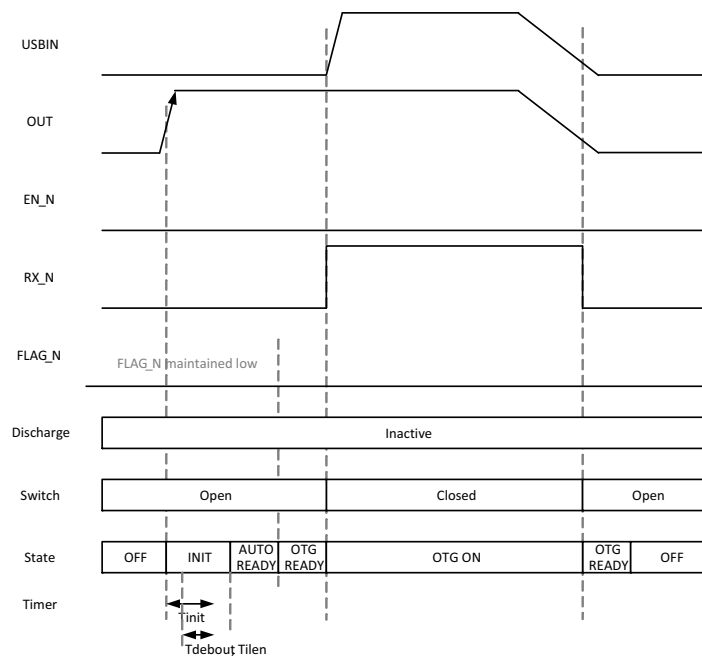 USBIN
OUT
EN_N
RX_N
FLAG_N
FLAG_N maintained low
Discharge
Inactive
Switch
Open
Closed
Open
State
OFF
INIT
AUTO
READY
OTG
READY
OTG ON
OTG
READY
OFF
Timer
Tinit
Tdebout Tilen